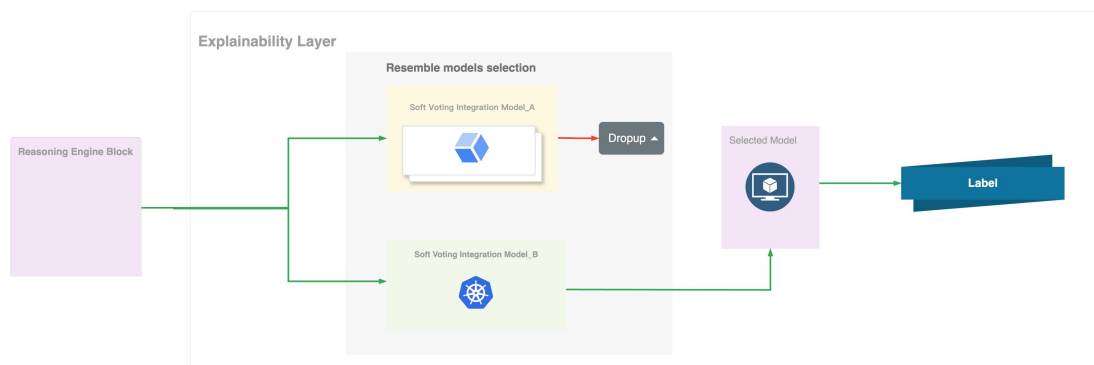 Explainability Layer
Resemble models selection
Soft Voting Integration Model_A
Dropup
Reasoning Engine Block
Selected Model
Label
Soft Voting Integration Model_B